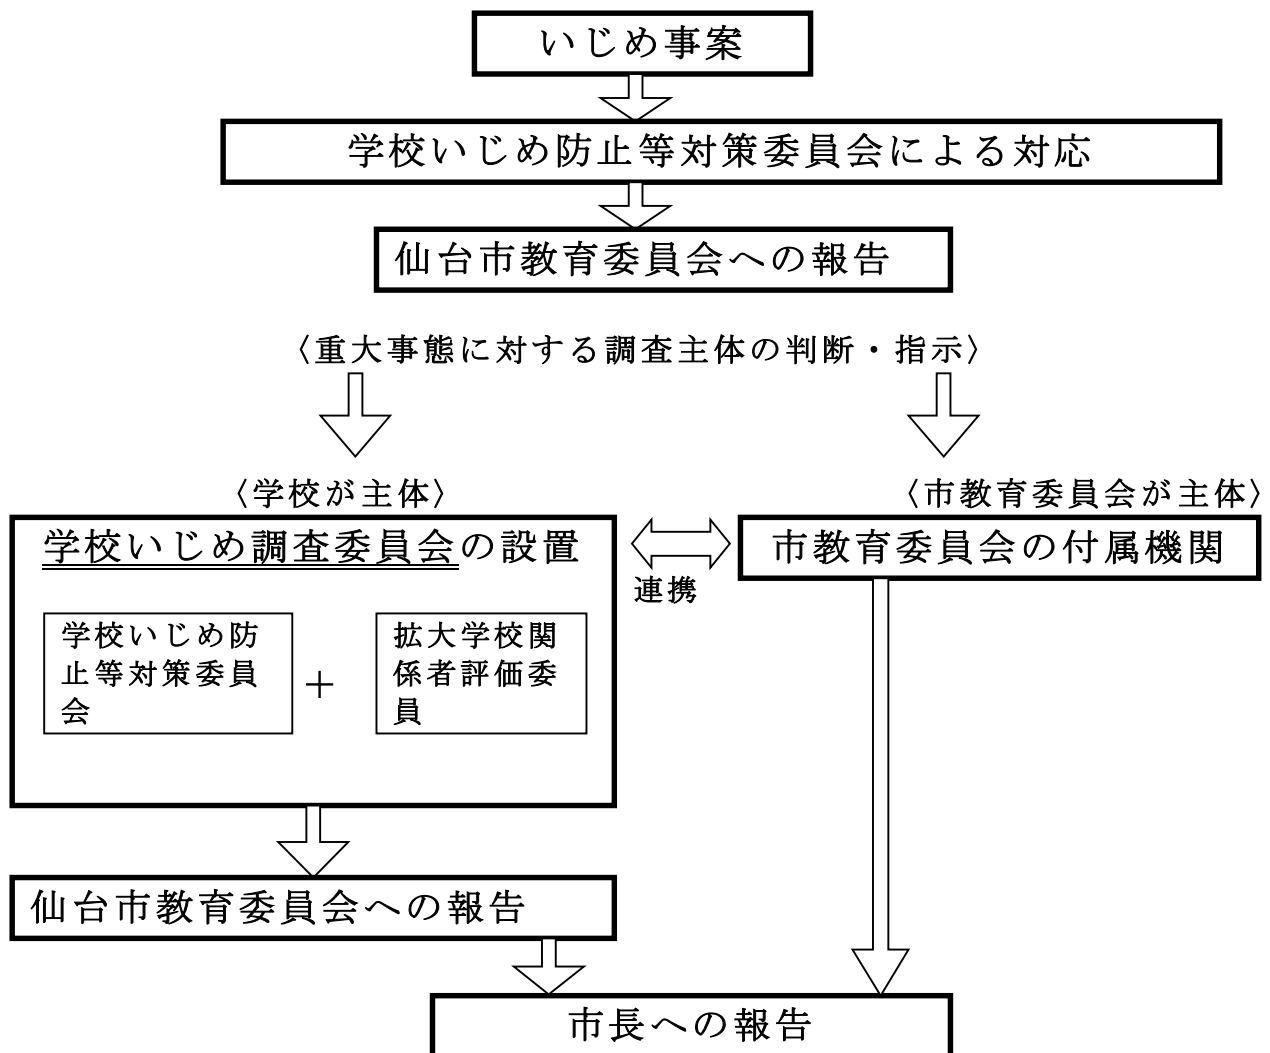 いじめ事案
学校いじめ防止等対策委員会による対応
仙台市教育委員会への報告
〈重大事態に対する調査主体の判断・指示〉
〈学校が主体〉
〈市教育委員会が主体〉
学校いじめ調査委員会の設置
連携
市教育委員会の付属機関
学校いじめ防
止等対策委員
会
＋
拡大学校関
係者評価委
員
仙台市教育委員会への報告
市長への報告